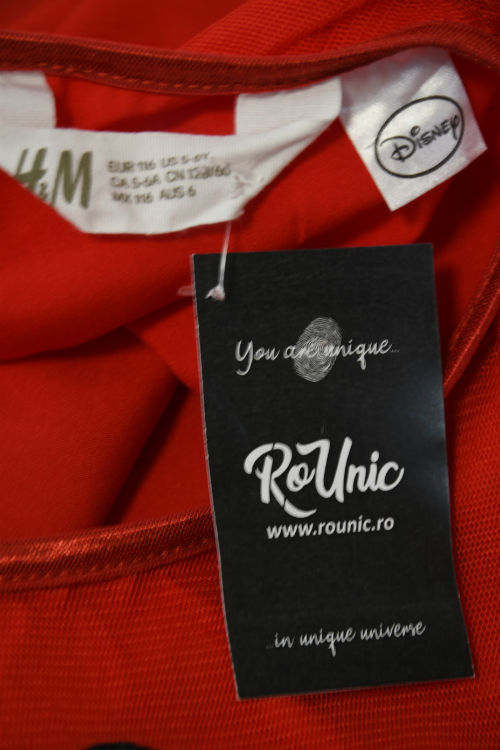 H&M
EUR 116 US 5-6Y
CA 5-6A CN 120/60
MX 116 AUS 6
Disney
You are unique...
RoUnic
www.rounic.ro
...in unique universe